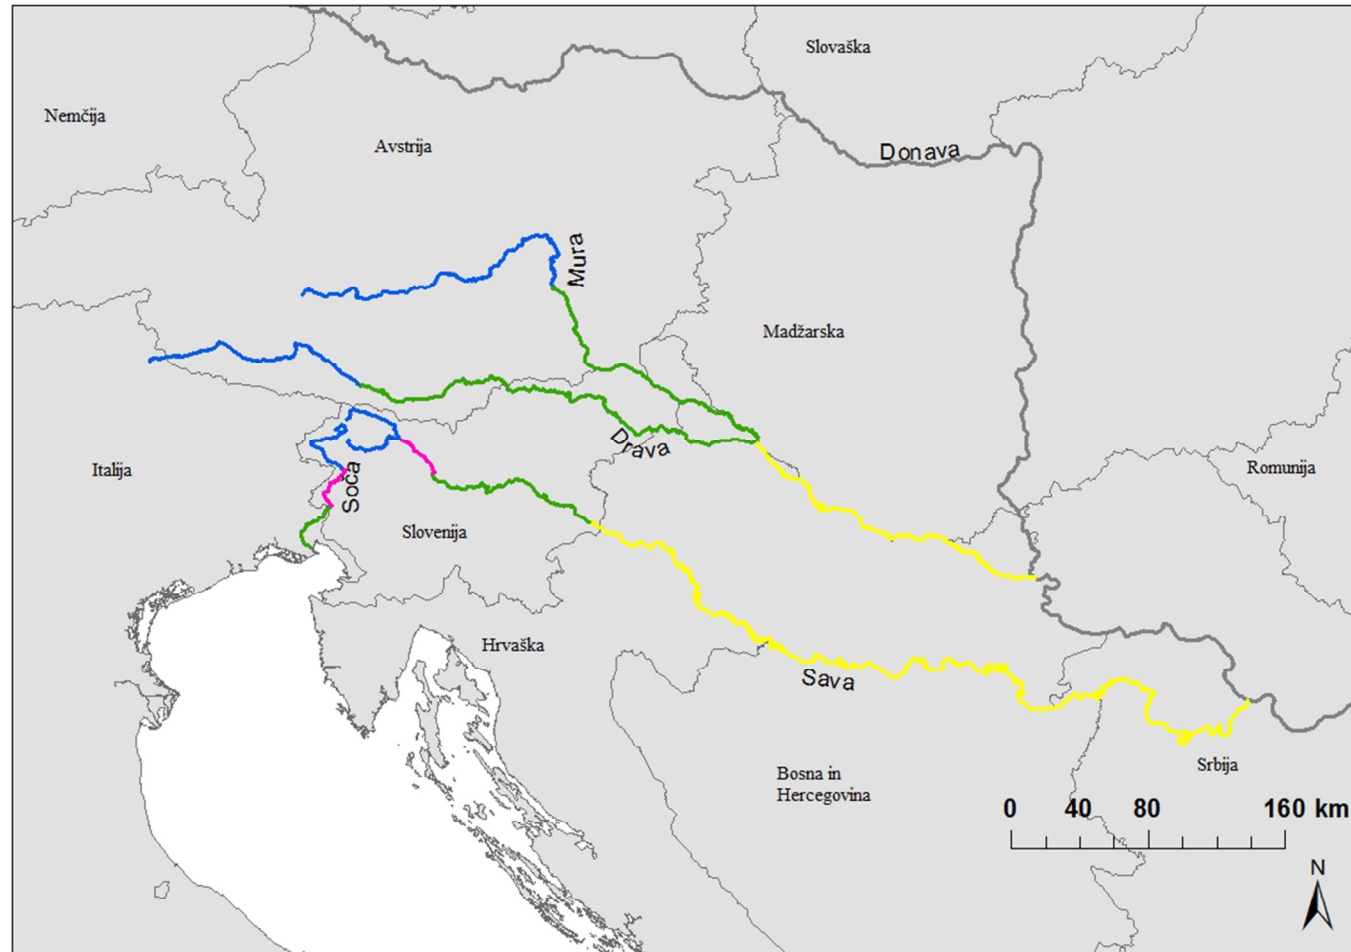 Slovaška
Nemčija
Avstrija
Donava
Mura
Madžarska
Drava
Italija
Soča
Romunija
Slovenija
Hrvaška
Sava
Srbija
Bosna in
Hercegovina
0 40 80 160 km
N